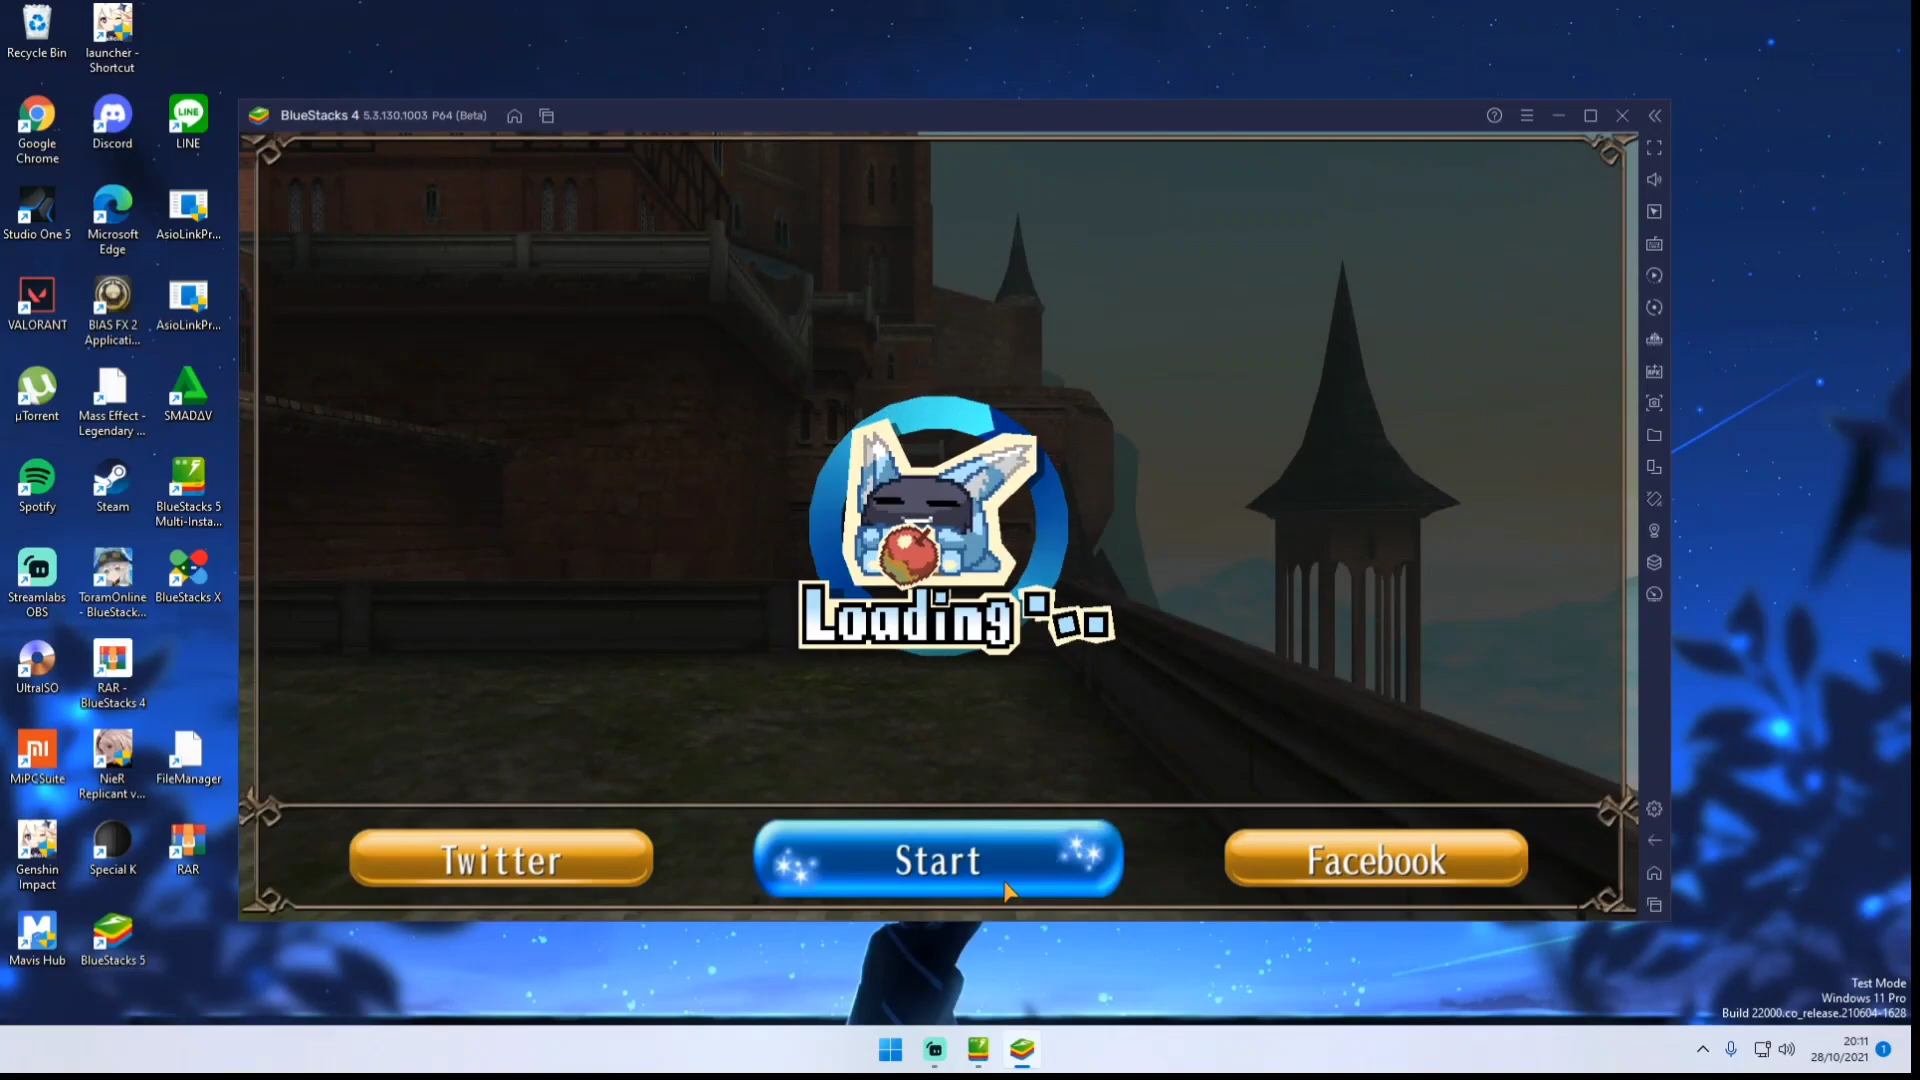 Recycle Bin
launcher -
Shortcut
Google
Chrome
Discord
LINE
LINE
Studio One 5
Microsoft
Edge
AsioLinkPr...
VALORANT
BIAS FX 2
Applicati...
AsioLinkPr...
µTorrent
Mass Effect -
Legendary ...
SMADΔV
Spotify
Steam
BlueStacks 5
Multi-Insta...
Streamlabs
OBS
ToramOnline
- BlueStack...
BlueStacks X
UltraISO
RAR -
BlueStacks 4
MiPCSuite
NieR
Replicant v...
FileManager
Genshin
Impact
Special K
RAR
Mavis Hub
BlueStacks 5
BlueStacks 4 5.3.130.1003 P64 (Beta)
Loading...
Twitter
Start
Facebook
Test Mode
Windows 11 Pro
Build 22000.co_release.210604-1628
20:11
28/10/2021
1